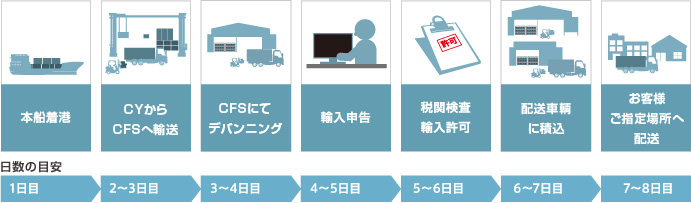 許可
本船着港
CYから
CFSへ輸送
CFSにて
デバンニング
輸入申告
税関検査
輸入許可
配送車輌
に積込
お客様
ご指定場所へ
配送
日数の目安
1日目
2〜3日目
3〜4日目
4〜5日目
5〜6日目
6〜7日目
7〜8日目